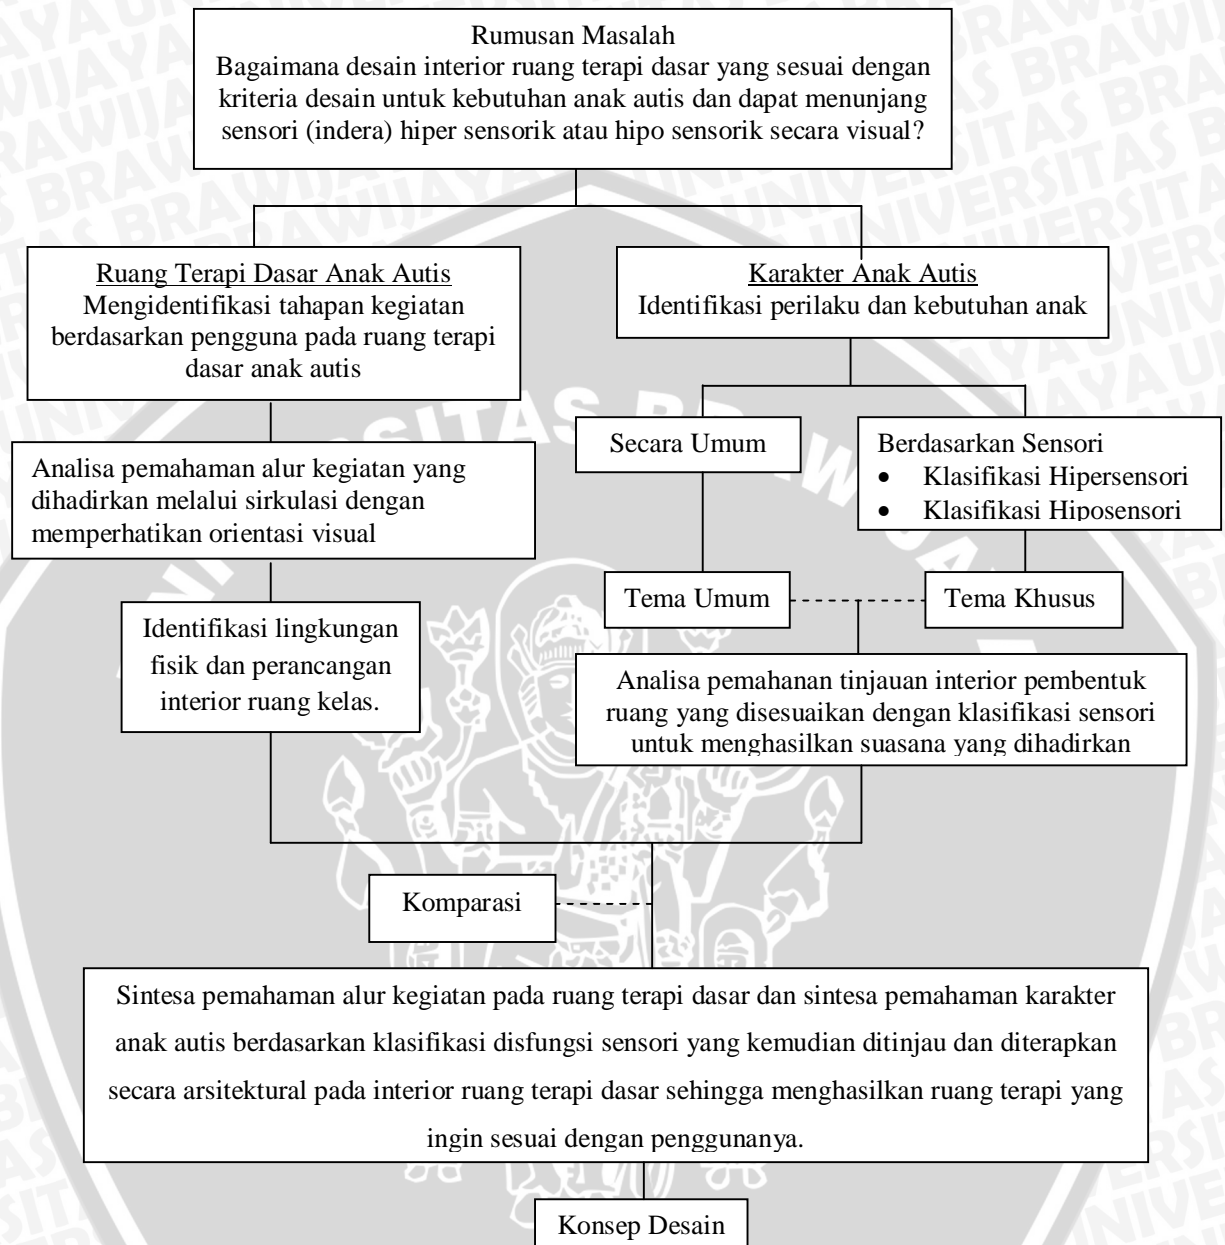 Rumusan Masalah
Bagaimana desain interior ruang terapi dasar yang sesuai dengan
kriteria desain untuk kebutuhan anak autis dan dapat menunjang
sensori (indera) hiper sensorik atau hipo sensorik secara visual?
Ruang Terapi Dasar Anak Autis
Mengidentifikasi tahapan kegiatan
berdasarkan pengguna pada ruang terapi
dasar anak autis
Karakter Anak Autis
Identifikasi perilaku dan kebutuhan anak
Analisa pemahaman alur kegiatan yang
dihadirkan melalui sirkulasi dengan
memperhatikan orientasi visual
Secara Umum
Berdasarkan Sensori
• Klasifikasi Hipersensori
• Klasifikasi Hiposensori
Identifikasi lingkungan
fisik dan perancangan
interior ruang kelas.
Tema Umum
Tema Khusus
Analisa pemahanan tinjauan interior pembentuk
ruang yang disesuaikan dengan klasifikasi sensori
untuk menghasilkan suasana yang dihadirkan
Komparasi
Sintesa pemahaman alur kegiatan pada ruang terapi dasar dan sintesa pemahaman karakter
anak autis berdasarkan klasifikasi disfungsi sensori yang kemudian ditinjau dan diterapkan
secara arsitektural pada interior ruang terapi dasar sehingga menghasilkan ruang terapi yang
ingin sesuai dengan penggunanya.
Konsep Desain